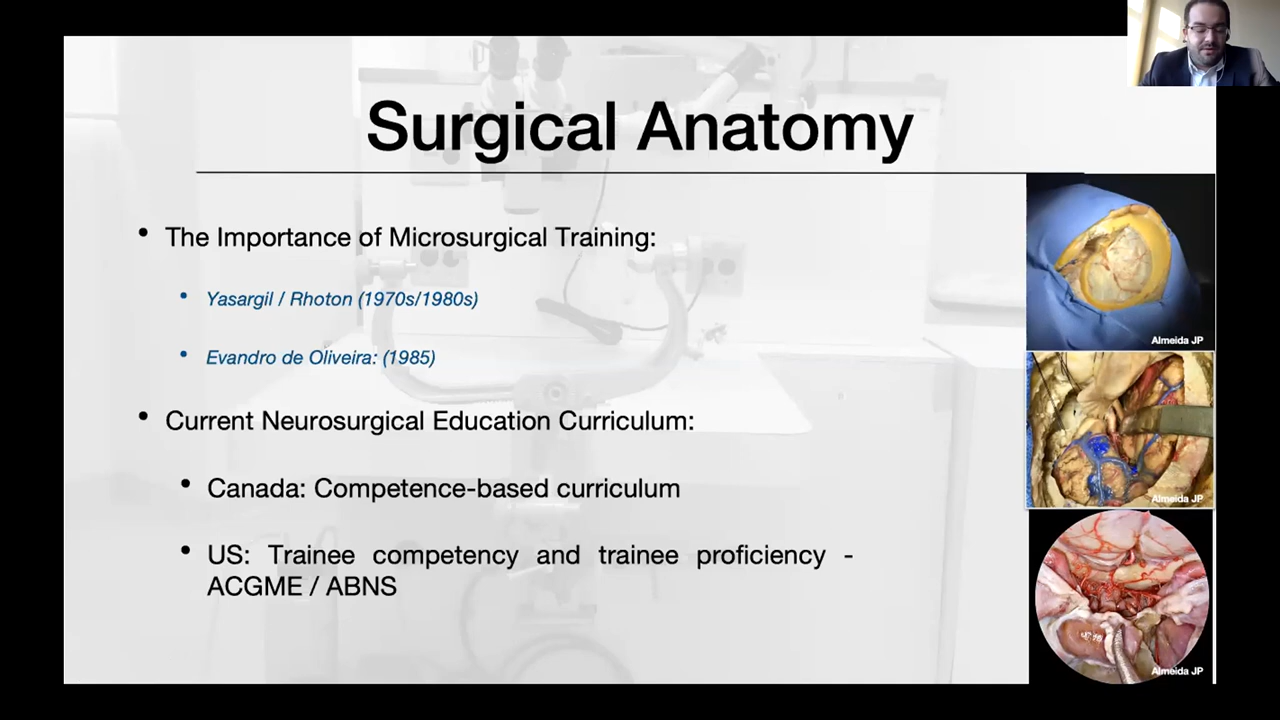 Surgical Anatomy
• The Importance of Microsurgical Training:
• Yasargil / Rhoton (1970s/1980s)
• Evandro de Oliveira: (1985)
• Current Neurosurgical Education Curriculum:
• Canada: Competence-based curriculum
• US: Trainee competency and trainee proficiency -
ACGME / ABNS
Almeida JP
Almeida JP
Almeida JP